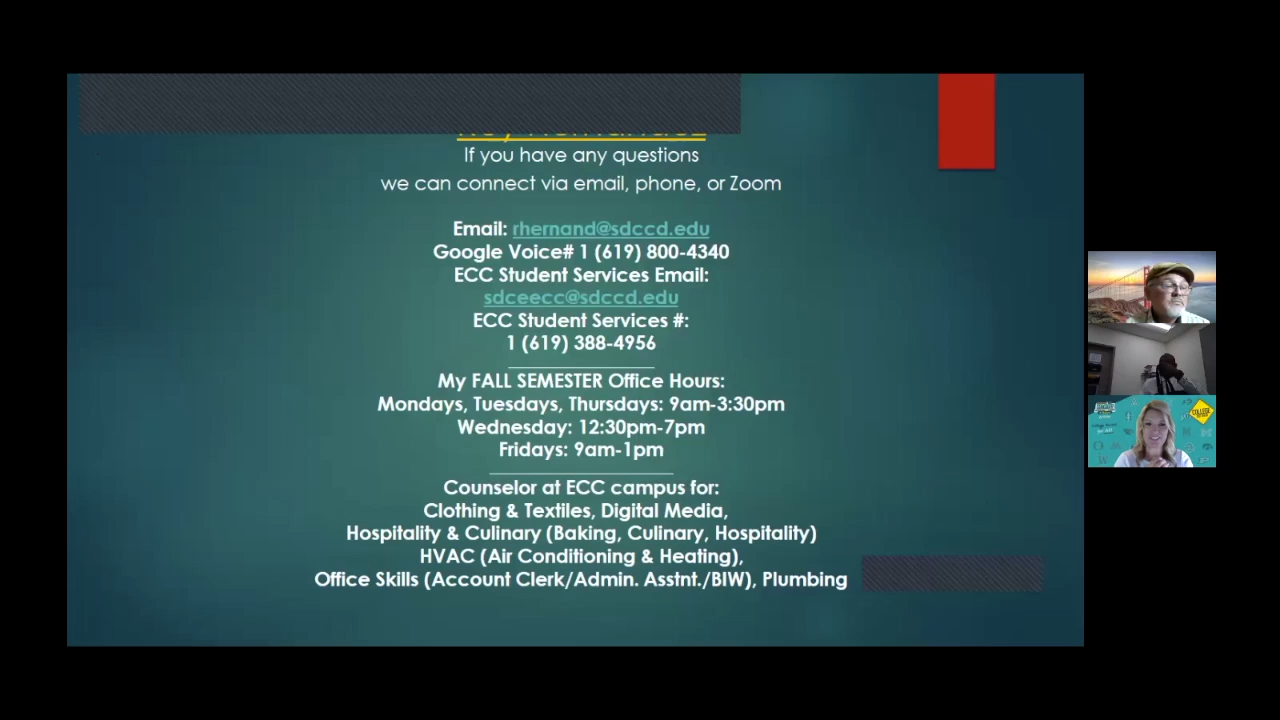 If you have any questions
we can connect via email, phone, or Zoom
Email: rhernand@sdccd.edu
Google Voice# 1 (619) 800-4340
ECC Student Services Email:
sdceecc@sdccd.edu
ECC Student Services #:
1 (619) 388-4956
My FALL SEMESTER Office Hours:
Mondays, Tuesdays, Thursdays: 9am-3:30pm
Wednesday: 12:30pm-7pm
Fridays: 9am-1pm
Counselor at ECC campus for:
Clothing & Textiles, Digital Media,
Hospitality & Culinary (Baking, Culinary, Hospitality)
HVAC (Air Conditioning & Heating),
Office Skills (Account Clerk/Admin. Asstnt./BIW), Plumbing